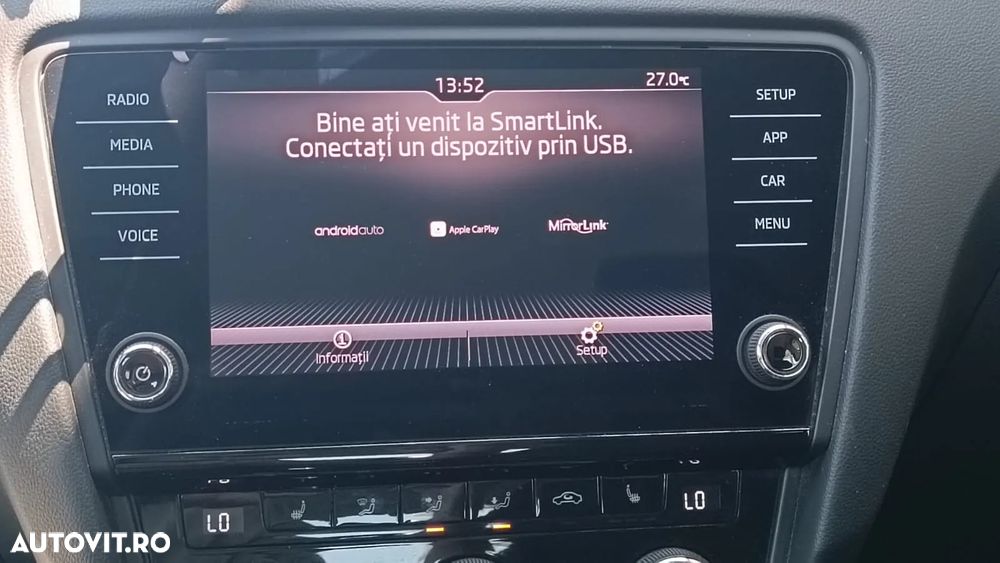 13:52
27.0°C
RADIO
MEDIA
PHONE
VOICE
Bine ați venit la SmartLink.
Conectați un dispozitiv prin USB.
androidauto
Apple CarPlay
MirrorLink
1
Informații
Setup
SETUP
APP
CAR
MENU
LO
LO
AUTOVIT.RO